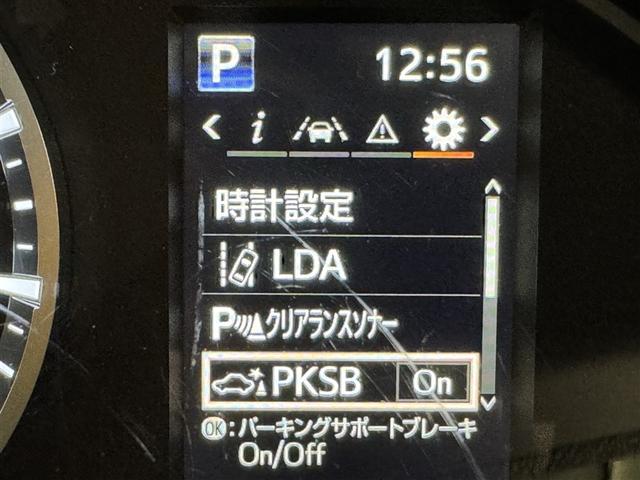 P 12:56
i
時計設定
LDA
Pクリアランスソナー
PKSB On
OK:パーキングサポートブレーキ
On/Off